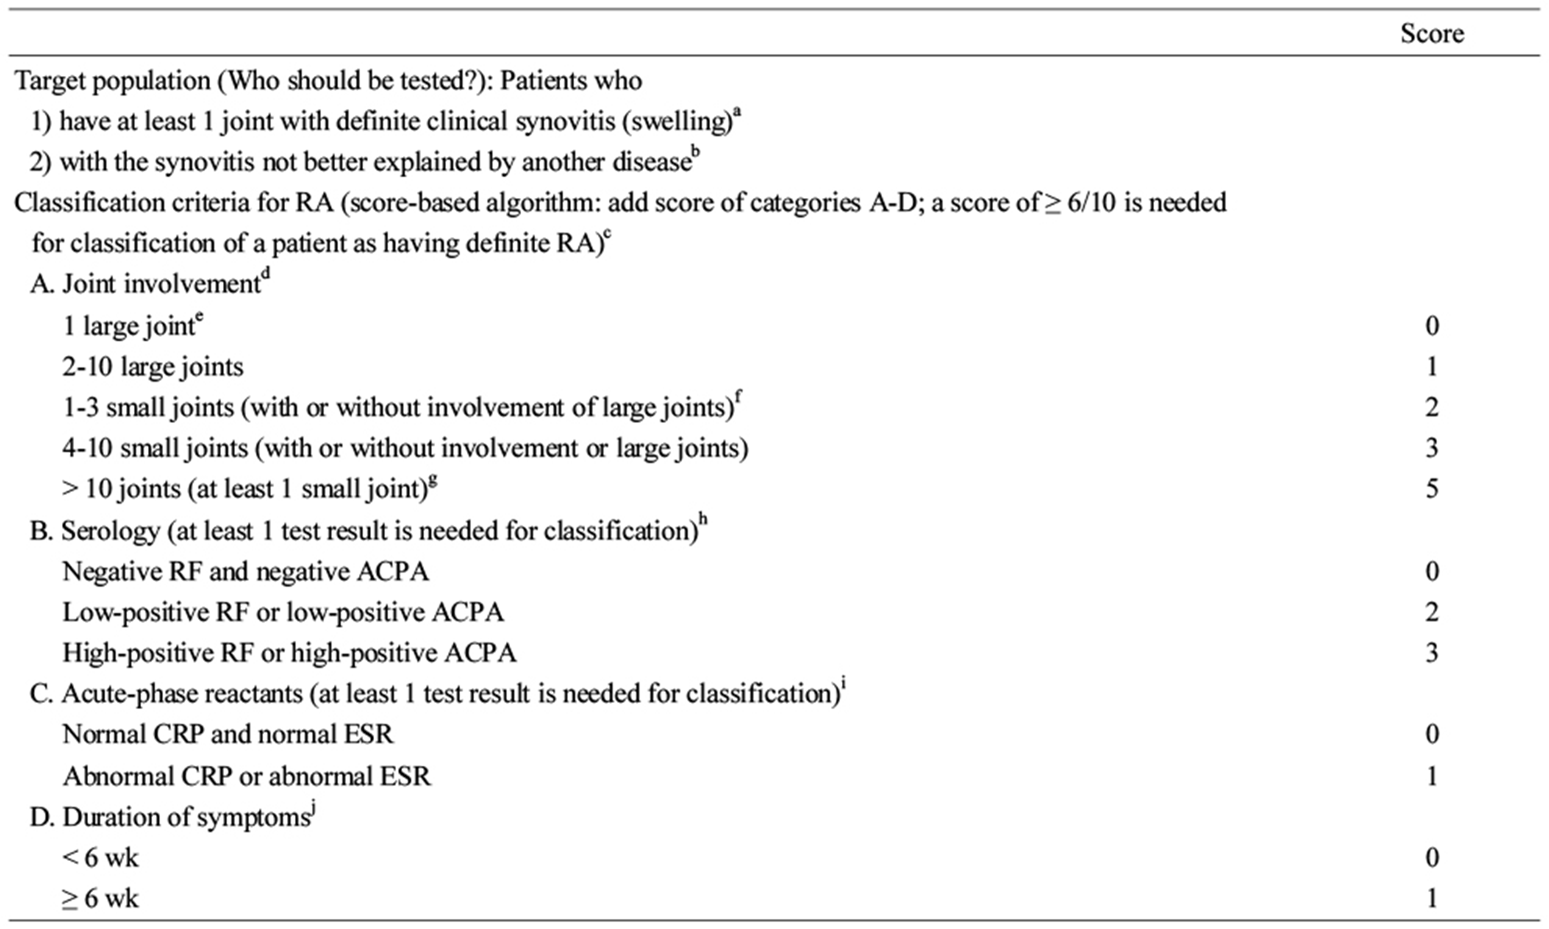 Score
Target population (Who should be tested?): Patients who
1) have at least 1 joint with definite clinical synovitis (swelling)ᵃ
2) with the synovitis not better explained by another diseaseᵇ
Classification criteria for RA (score-based algorithm: add score of categories A-D; a score of ≥ 6/10 is needed
for classification of a patient as having definite RA)ᶜ
A. Joint involvementᵈ
1 large jointᵉ 0
2-10 large joints 1
1-3 small joints (with or without involvement of large joints)ᶠ 2
4-10 small joints (with or without involvement or large joints) 3
> 10 joints (at least 1 small joint)ᵍ 5
B. Serology (at least 1 test result is needed for classification)ʰ
Negative RF and negative ACPA 0
Low-positive RF or low-positive ACPA 2
High-positive RF or high-positive ACPA 3
C. Acute-phase reactants (at least 1 test result is needed for classification)ⁱ
Normal CRP and normal ESR 0
Abnormal CRP or abnormal ESR 1
D. Duration of symptomsʲ
< 6 wk 0
≥ 6 wk 1